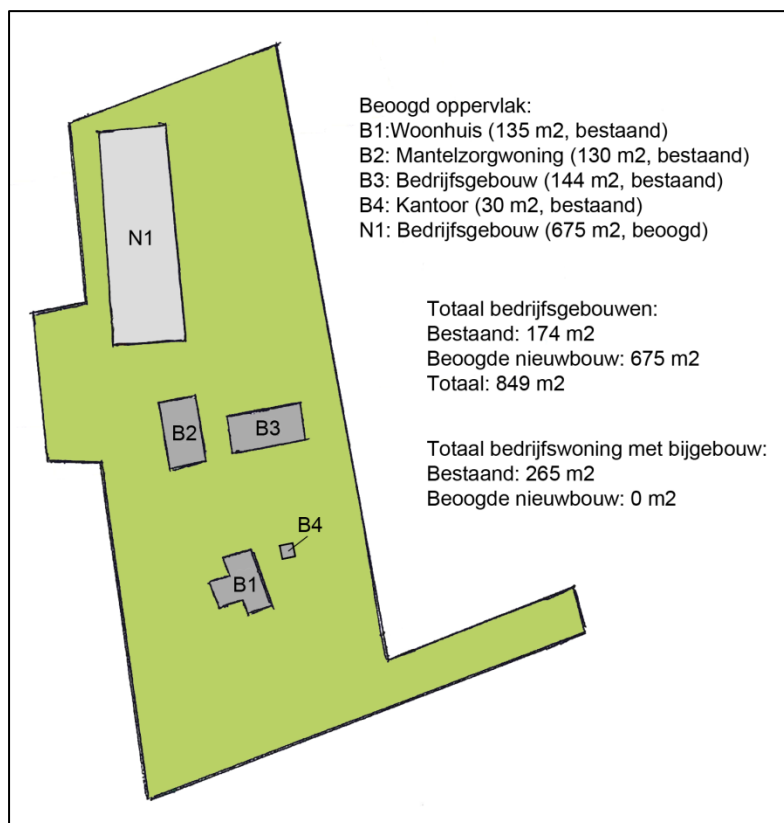 Beoogd oppervlak:
B1:Woonhuis (135 m2, bestaand)
B2: Mantelzorgwoning (130 m2, bestaand)
B3: Bedrijfsgebouw (144 m2, bestaand)
B4: Kantoor (30 m2, bestaand)
N1: Bedrijfsgebouw (675 m2, beoogd)
Totaal bedrijfsgebouwen:
Bestaand: 174 m2
Beoogde nieuwbouw: 675 m2
Totaal: 849 m2
Totaal bedrijfswoning met bijgebouw:
Bestaand: 265 m2
Beoogde nieuwbouw: 0 m2
N1
B2
B3
B4
B1